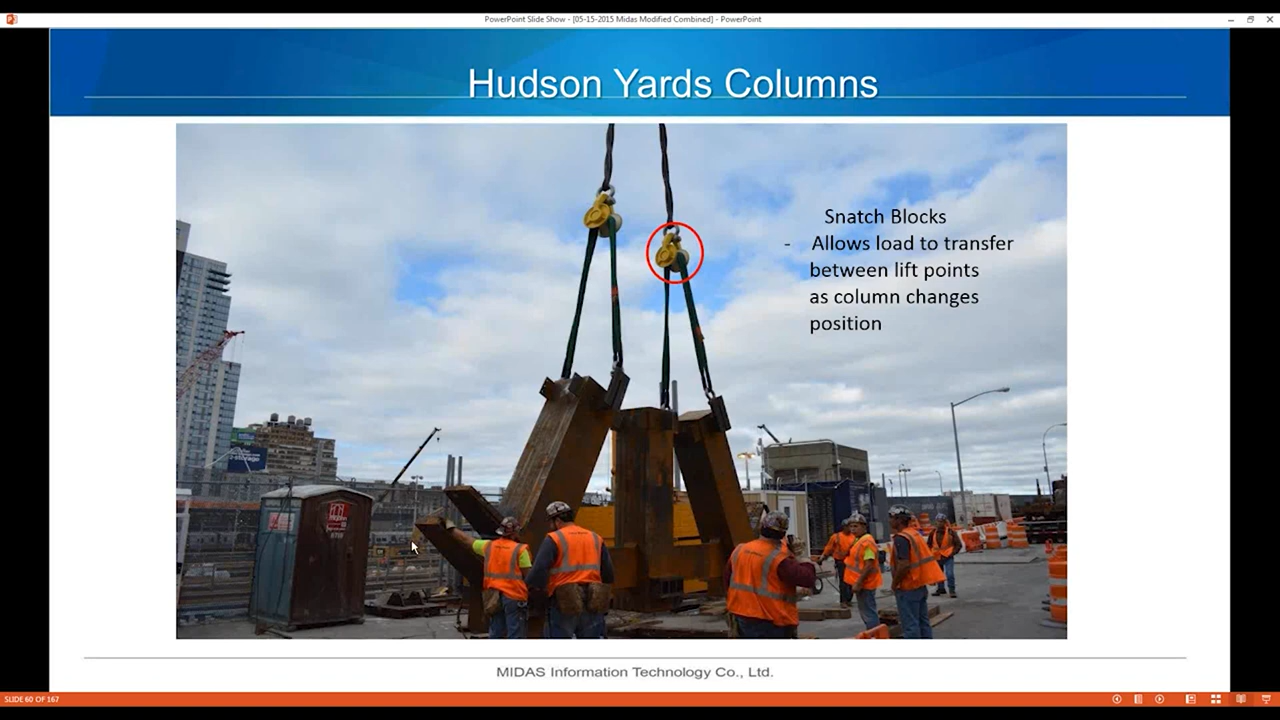 PowerPoint Slide Show - [05-15-2015 Midas Modified Combined] - PowerPoint
Hudson Yards Columns
Snatch Blocks
- Allows load to transfer
between lift points
as column changes
position
MIDAS Information Technology Co., Ltd.
SLIDE 60 OF 167